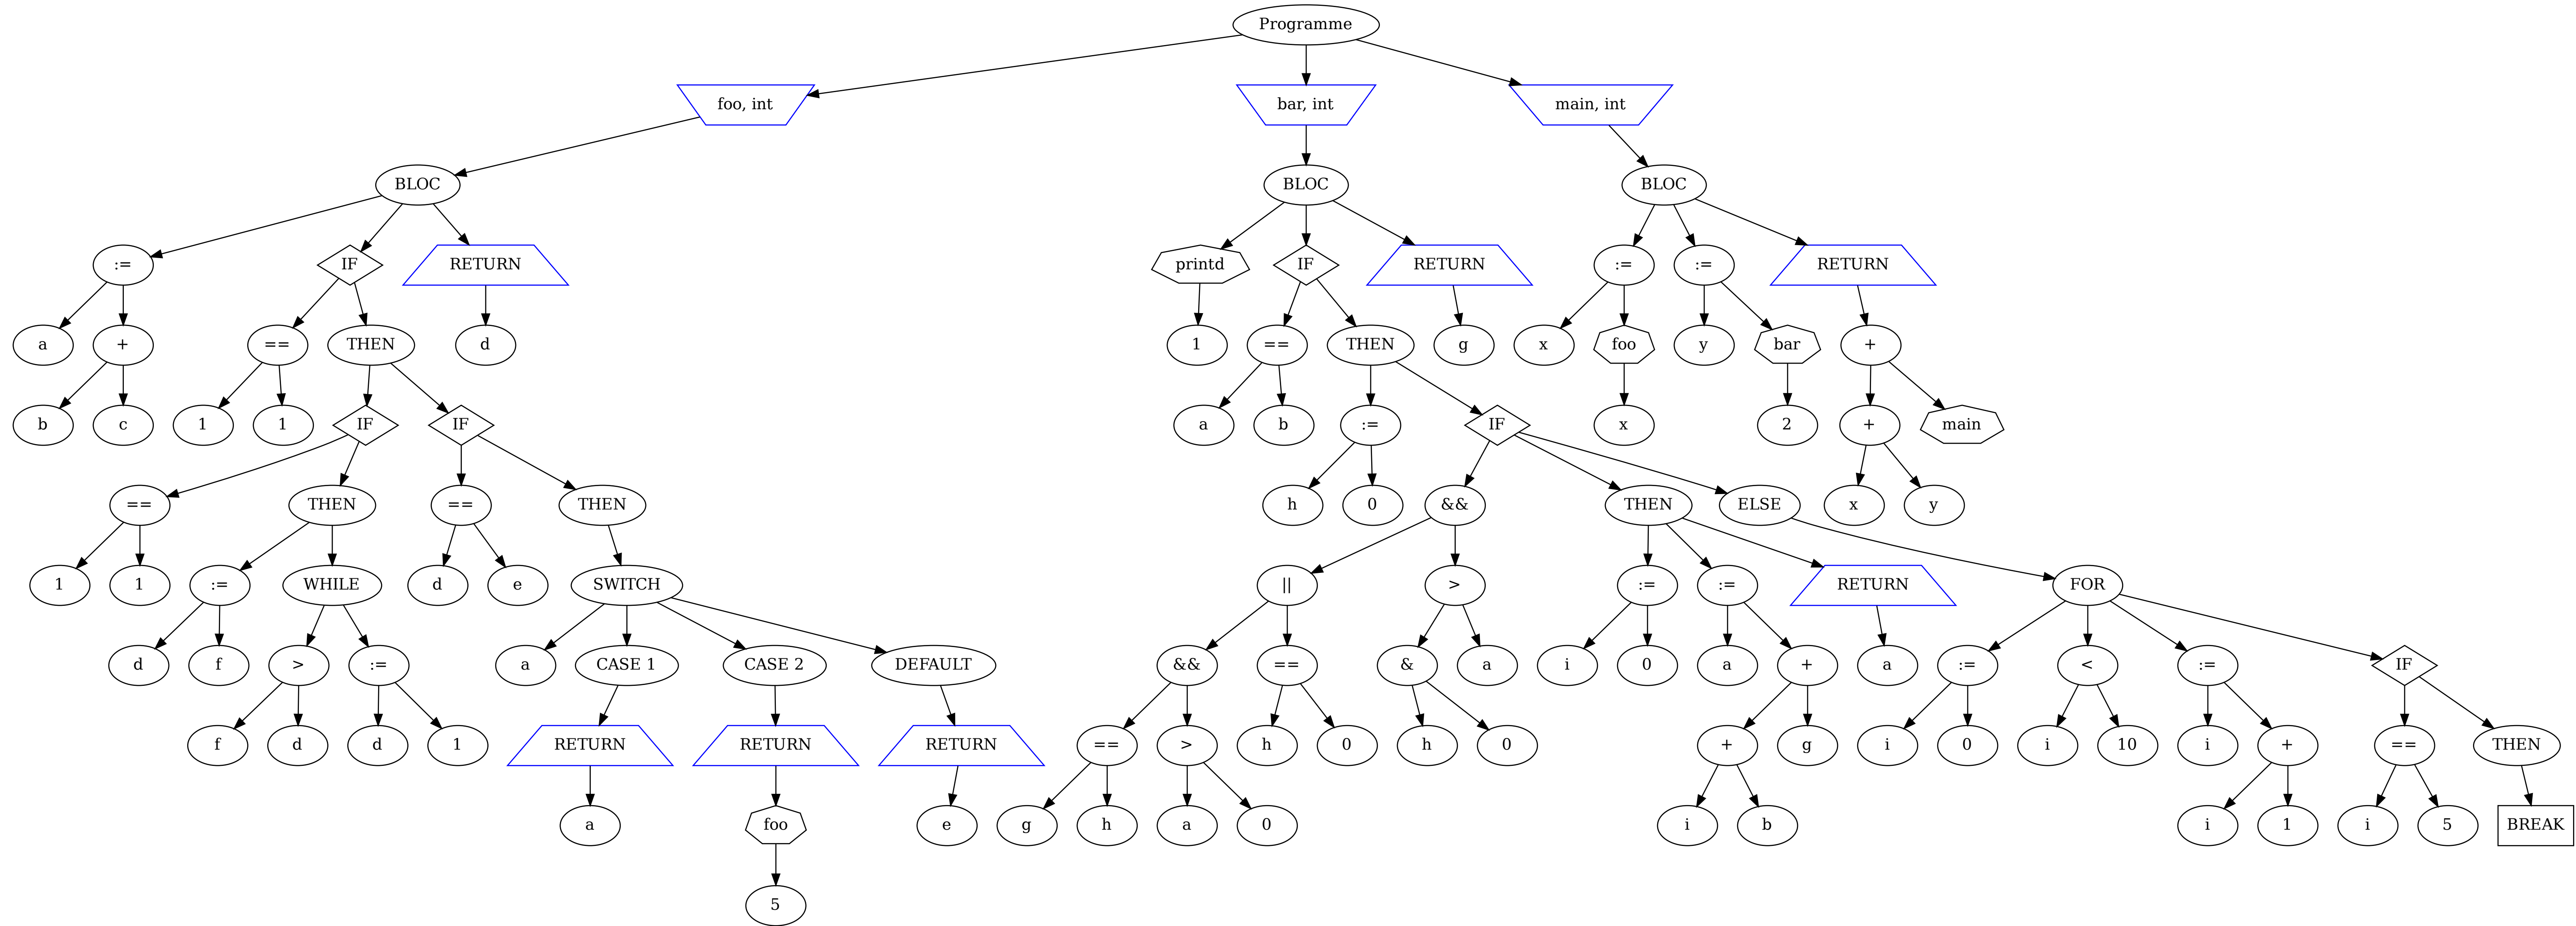 Programme
foo, int bar, int main, int
BLOC BLOC BLOC
:= IF RETURN printd IF RETURN := := RETURN
a + == THEN d 1 == THEN g x foo y bar +
b c 1 1 IF IF a b := IF x 2 + main
== THEN == THEN h 0 && THEN ELSE x y
1 1 := WHILE d e SWITCH || > := := RETURN FOR
d f > := a CASE 1 CASE 2 DEFAULT && == & a i 0 a + a := < := IF
f d d 1 RETURN RETURN RETURN == > h 0 h 0 + g i 0 i 10 i + == THEN
a foo e g h a 0 i b i 1 i 5 BREAK
5